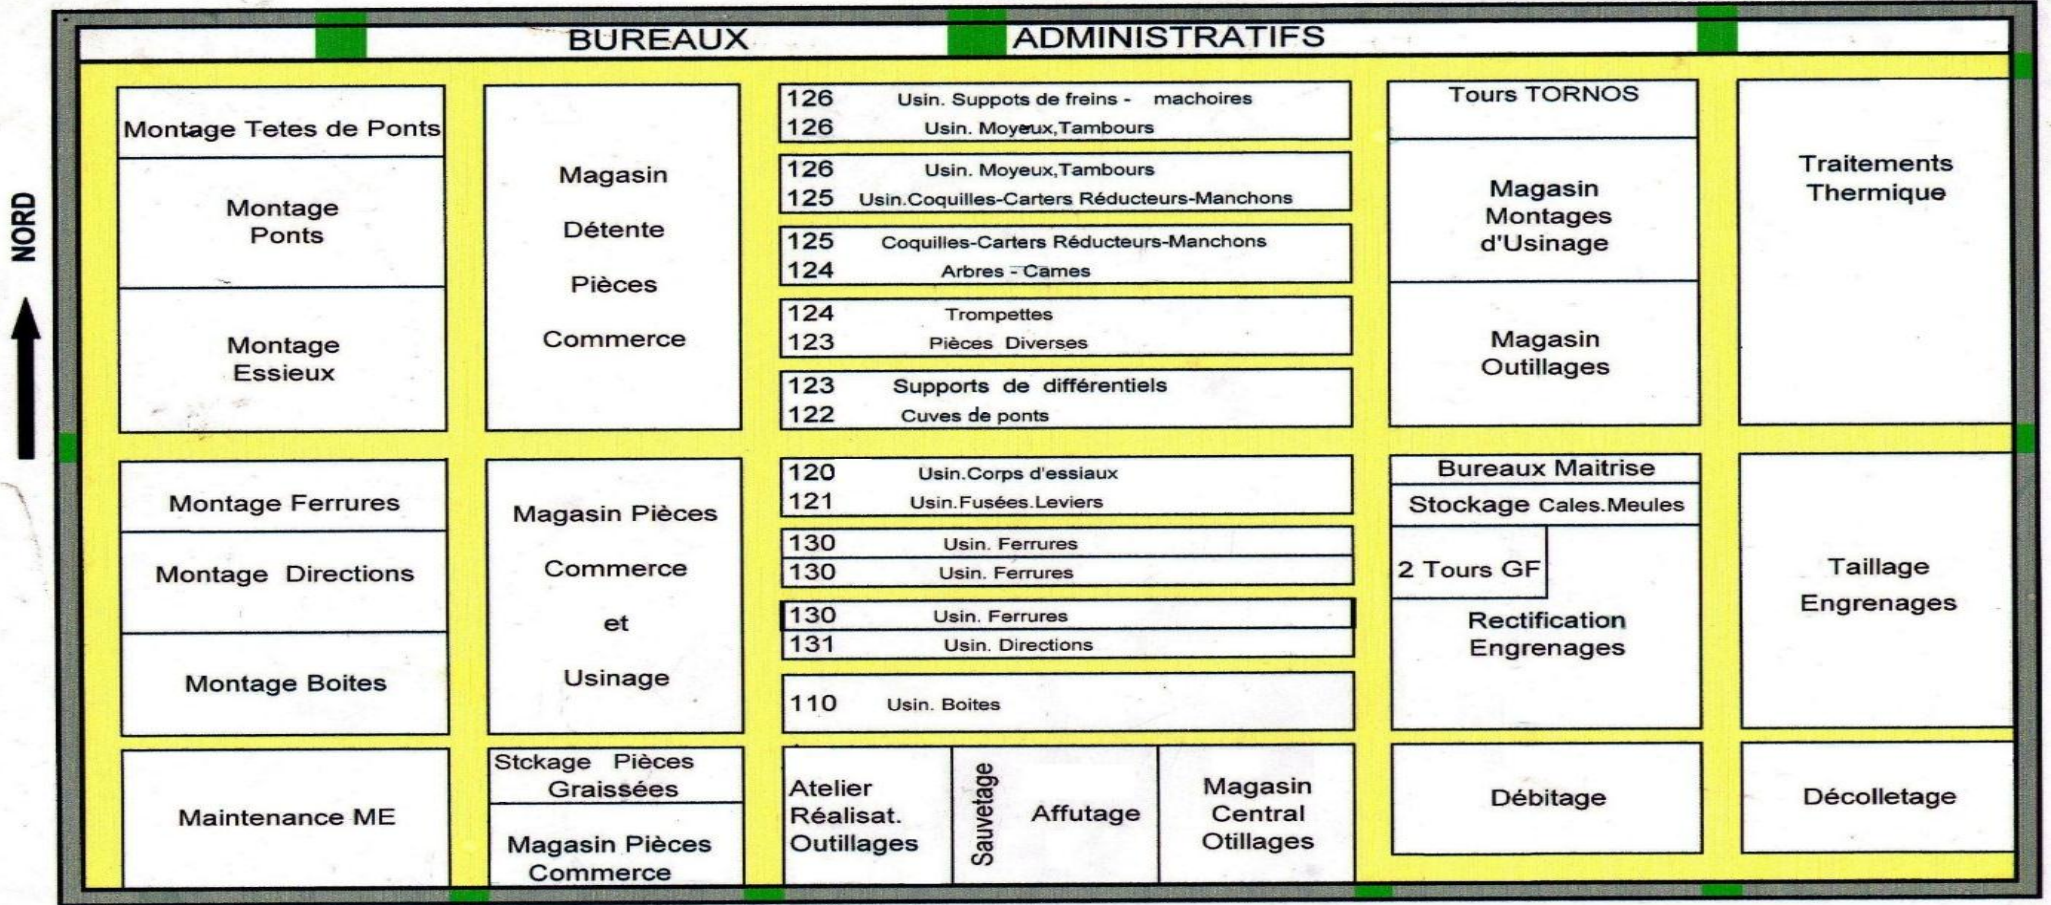 BUREAUX ADMINISTRATIFS
NORD
Montage Tetes de Ponts
Montage
Ponts
Montage
Essieux
Magasin
Détente
Pièces
Commerce
126 Usin. Suppots de freins - machoires
126 Usin. Moyeux,Tambours
126 Usin. Moyeux,Tambours
125 Usin.Coquilles-Carters Réducteurs-Manchons
125 Coquilles-Carters Réducteurs-Manchons
124 Arbres - Cames
124 Trompettes
123 Pièces Diverses
123 Supports de différentiels
122 Cuves de ponts
Tours TORNOS
Magasin
Montages
d'Usinage
Magasin
Outillages
Traitements
Thermique
Montage Ferrures
Montage Directions
Montage Boites
Magasin Pièces
Commerce
et
Usinage
120 Usin.Corps d'essiaux
121 Usin.Fusées.Leviers
130 Usin. Ferrures
130 Usin. Ferrures
130 Usin. Ferrures
131 Usin. Directions
110 Usin. Boites
Bureaux Maitrise
Stockage Cales.Meules
2 Tours GF
Rectification
Engrenages
Taillage
Engrenages
Maintenance ME
Stckage Pièces
Graissées
Magasin Pièces
Commerce
Atelier
Réalisat.
Outillages
Sauvetage
Affutage
Magasin
Central
Otillages
Débitage
Décolletage